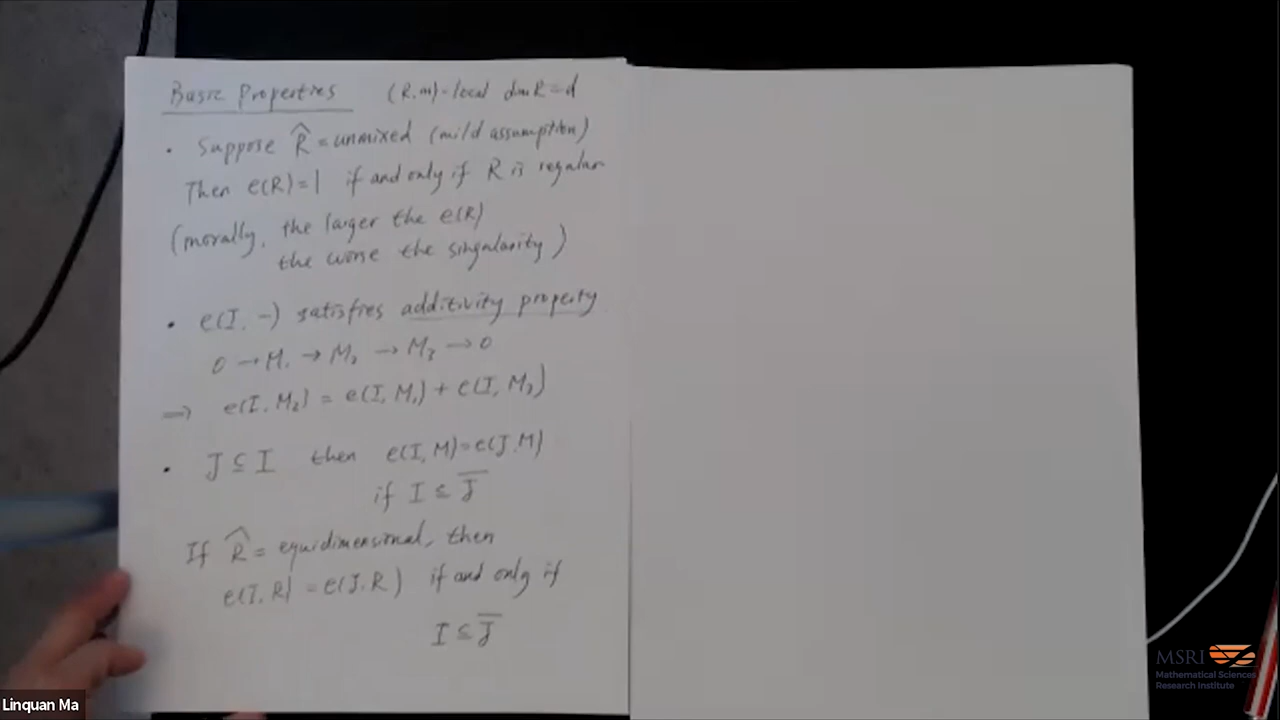 Basic Properties (R.m)-local dim R=d
• Suppose R̂ = unmixed (mild assumption)
Then e(R)=1 if and only if R is regular
(morally, the larger the e(R)
the worse the singularity)
• e(I, -) satisfies additivity property
0 → M₁ → M₂ → M₃ → 0
⇒ e(I, M₂) = e(I, M₁) + e(I, M₃)
• J ⊆ I then e(I, M) = e(J, M)
if I ⊆ J̅
If R̂ = equidimensional, then
e(I, R) = e(J, R) if and only if
I ⊆ J̅
MSRI
Mathematical Sciences
Research Institute
Linquan Ma